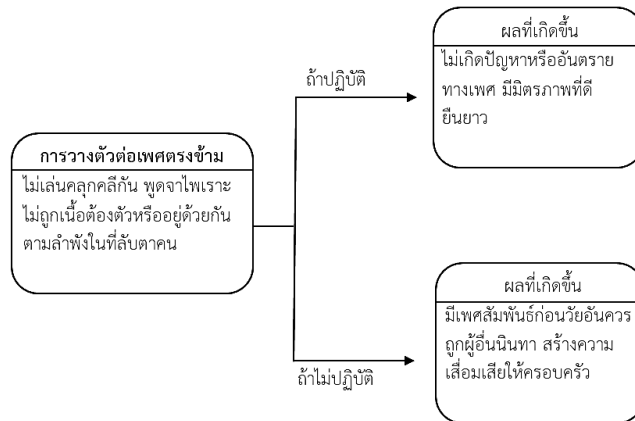 การวางตัวต่อเพศตรงข้าม
ไม่เล่นคลุกคลีกัน พูดจาไพเราะ
ไม่ถูกเนื้อต้องตัวหรืออยู่ด้วยกัน
ตามลำพังในที่ลับตาคน
ถ้าปฏิบัติ
ผลที่เกิดขึ้น
ไม่เกิดปัญหาหรืออันตราย
ทางเพศ มีมิตรภาพที่ดี
ยืนยาว
ถ้าไม่ปฏิบัติ
ผลที่เกิดขึ้น
มีเพศสัมพันธ์ก่อนวัยอันควร
ถูกผู้อื่นนินทา สร้างความ
เสื่อมเสียให้ครอบครัว